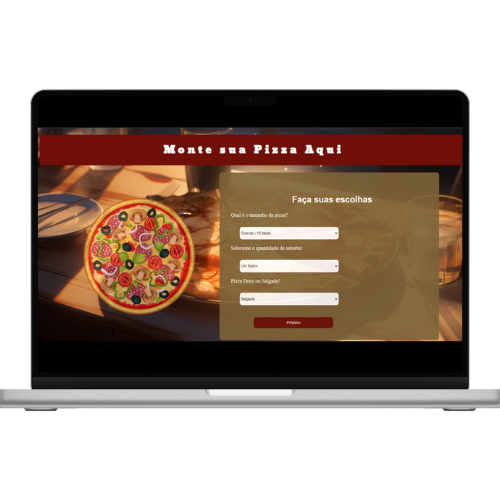 Monte sua Pizza Aqui
Faça suas escolhas
Qual é o tamanho da pizza?
Grande | 10 fatias
Selecione a quantidade de sabores:
Um Sabor
Pizza Doce ou Salgada?
Salgada
Próximo